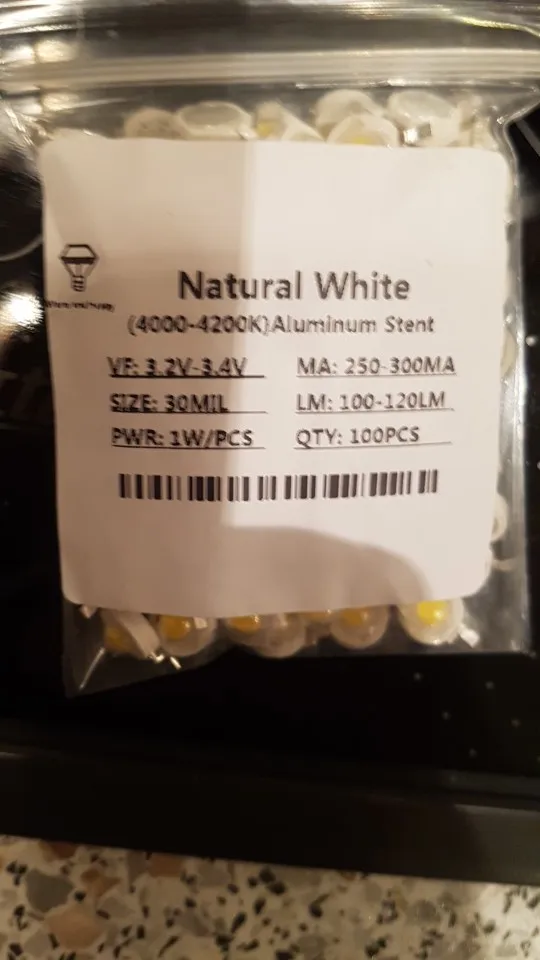 Natural White
(4000-4200K)Aluminum Stent
VF: 3.2V-3.4V MA: 250-300MA
SIZE: 30MIL LM: 100-120LM
PWR: 1W/PCS QTY: 100PCS